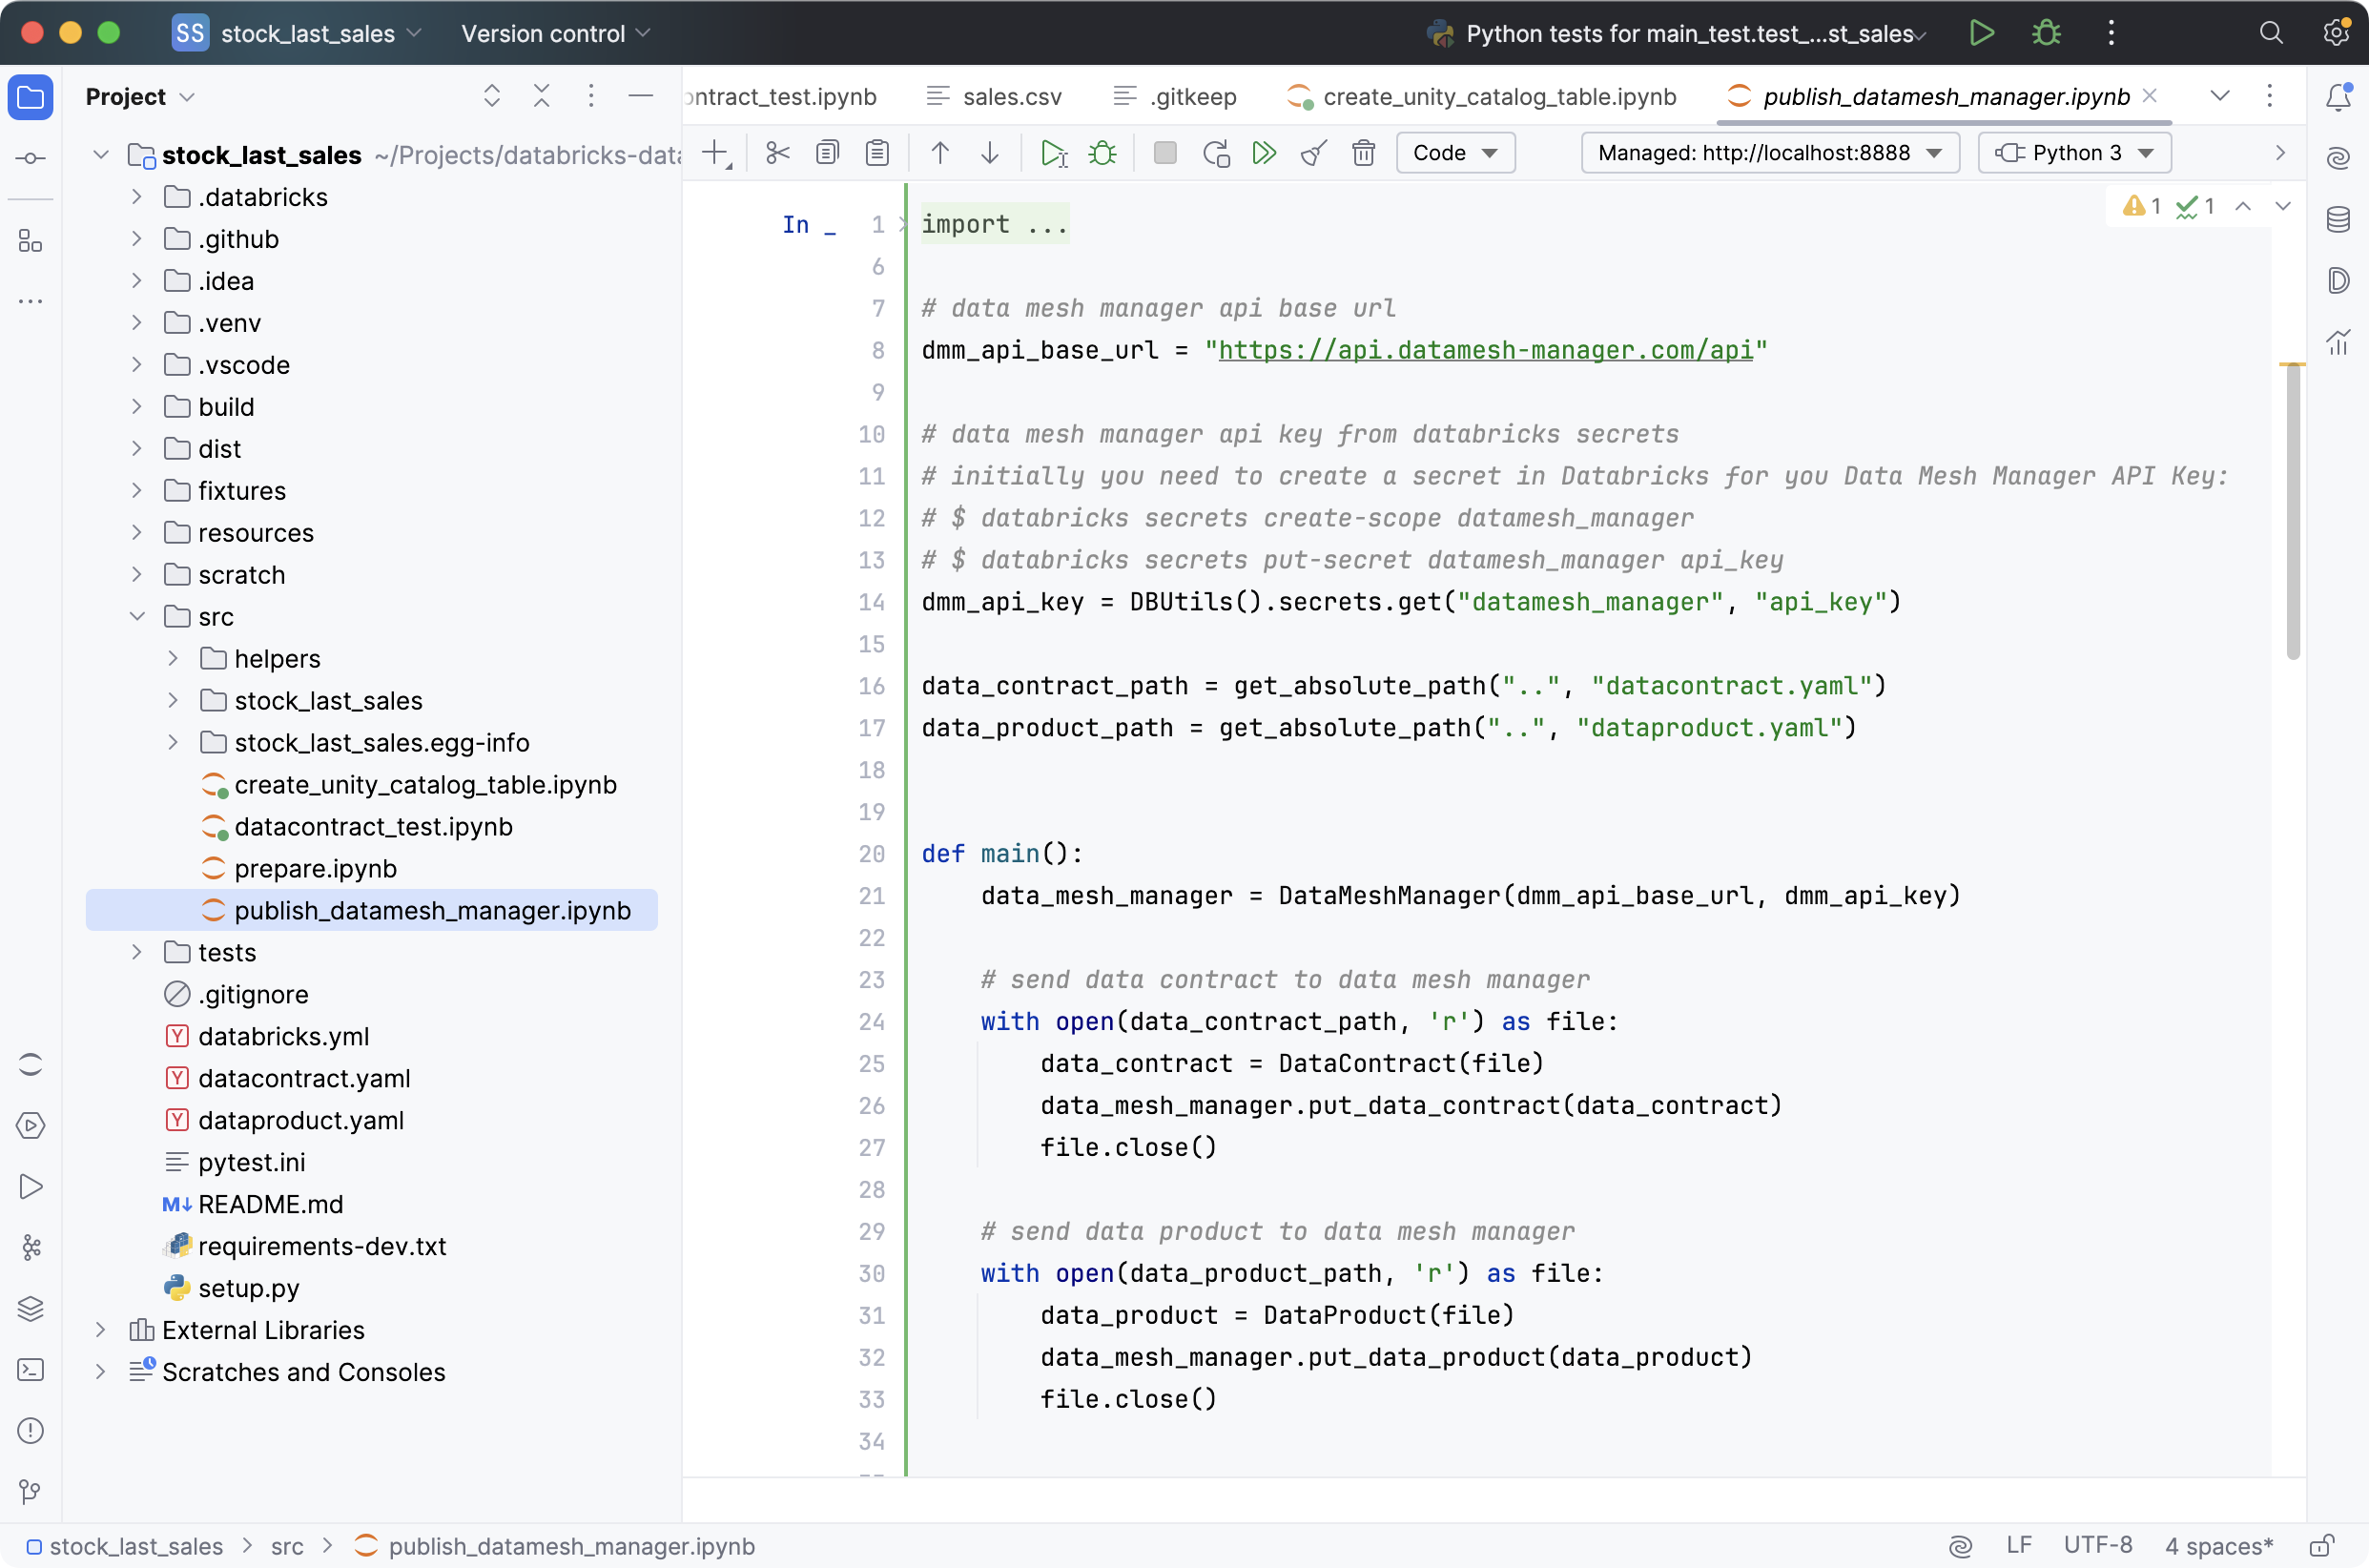 SS stock_last_sales Version control Python tests for main_test.test_...st_sales
Project
ontract_test.ipynb sales.csv .gitkeep create_unity_catalog_table.ipynb publish_datamesh_manager.ipynb
Code Managed: http://localhost:8888 Python 3
stock_last_sales ~/Projects/databricks-data
.databricks
.github
.idea
.venv
.vscode
build
dist
fixtures
resources
scratch
src
helpers
stock_last_sales
stock_last_sales.egg-info
create_unity_catalog_table.ipynb
datacontract_test.ipynb
prepare.ipynb
publish_datamesh_manager.ipynb
tests
.gitignore
databricks.yml
datacontract.yaml
dataproduct.yaml
pytest.ini
README.md
requirements-dev.txt
setup.py
External Libraries
Scratches and Consoles
In _ 1 import ...
1 1
6
7 # data mesh manager api base url
8 dmm_api_base_url = "https://api.datamesh-manager.com/api"
9
10 # data mesh manager api key from databricks secrets
11 # initially you need to create a secret in Databricks for you Data Mesh Manager API Key:
12 # $ databricks secrets create-scope datamesh_manager
13 # $ databricks secrets put-secret datamesh_manager api_key
14 dmm_api_key = DBUtils().secrets.get("datamesh_manager", "api_key")
15
16 data_contract_path = get_absolute_path("..", "datacontract.yaml")
17 data_product_path = get_absolute_path("..", "dataproduct.yaml")
18
19
20 def main():
21     data_mesh_manager = DataMeshManager(dmm_api_base_url, dmm_api_key)
22
23     # send data contract to data mesh manager
24     with open(data_contract_path, 'r') as file:
25         data_contract = DataContract(file)
26         data_mesh_manager.put_data_contract(data_contract)
27         file.close()
28
29     # send data product to data mesh manager
30     with open(data_product_path, 'r') as file:
31         data_product = DataProduct(file)
32         data_mesh_manager.put_data_product(data_product)
33         file.close()
34
stock_last_sales > src > publish_datamesh_manager.ipynb LF UTF-8 4 spaces*